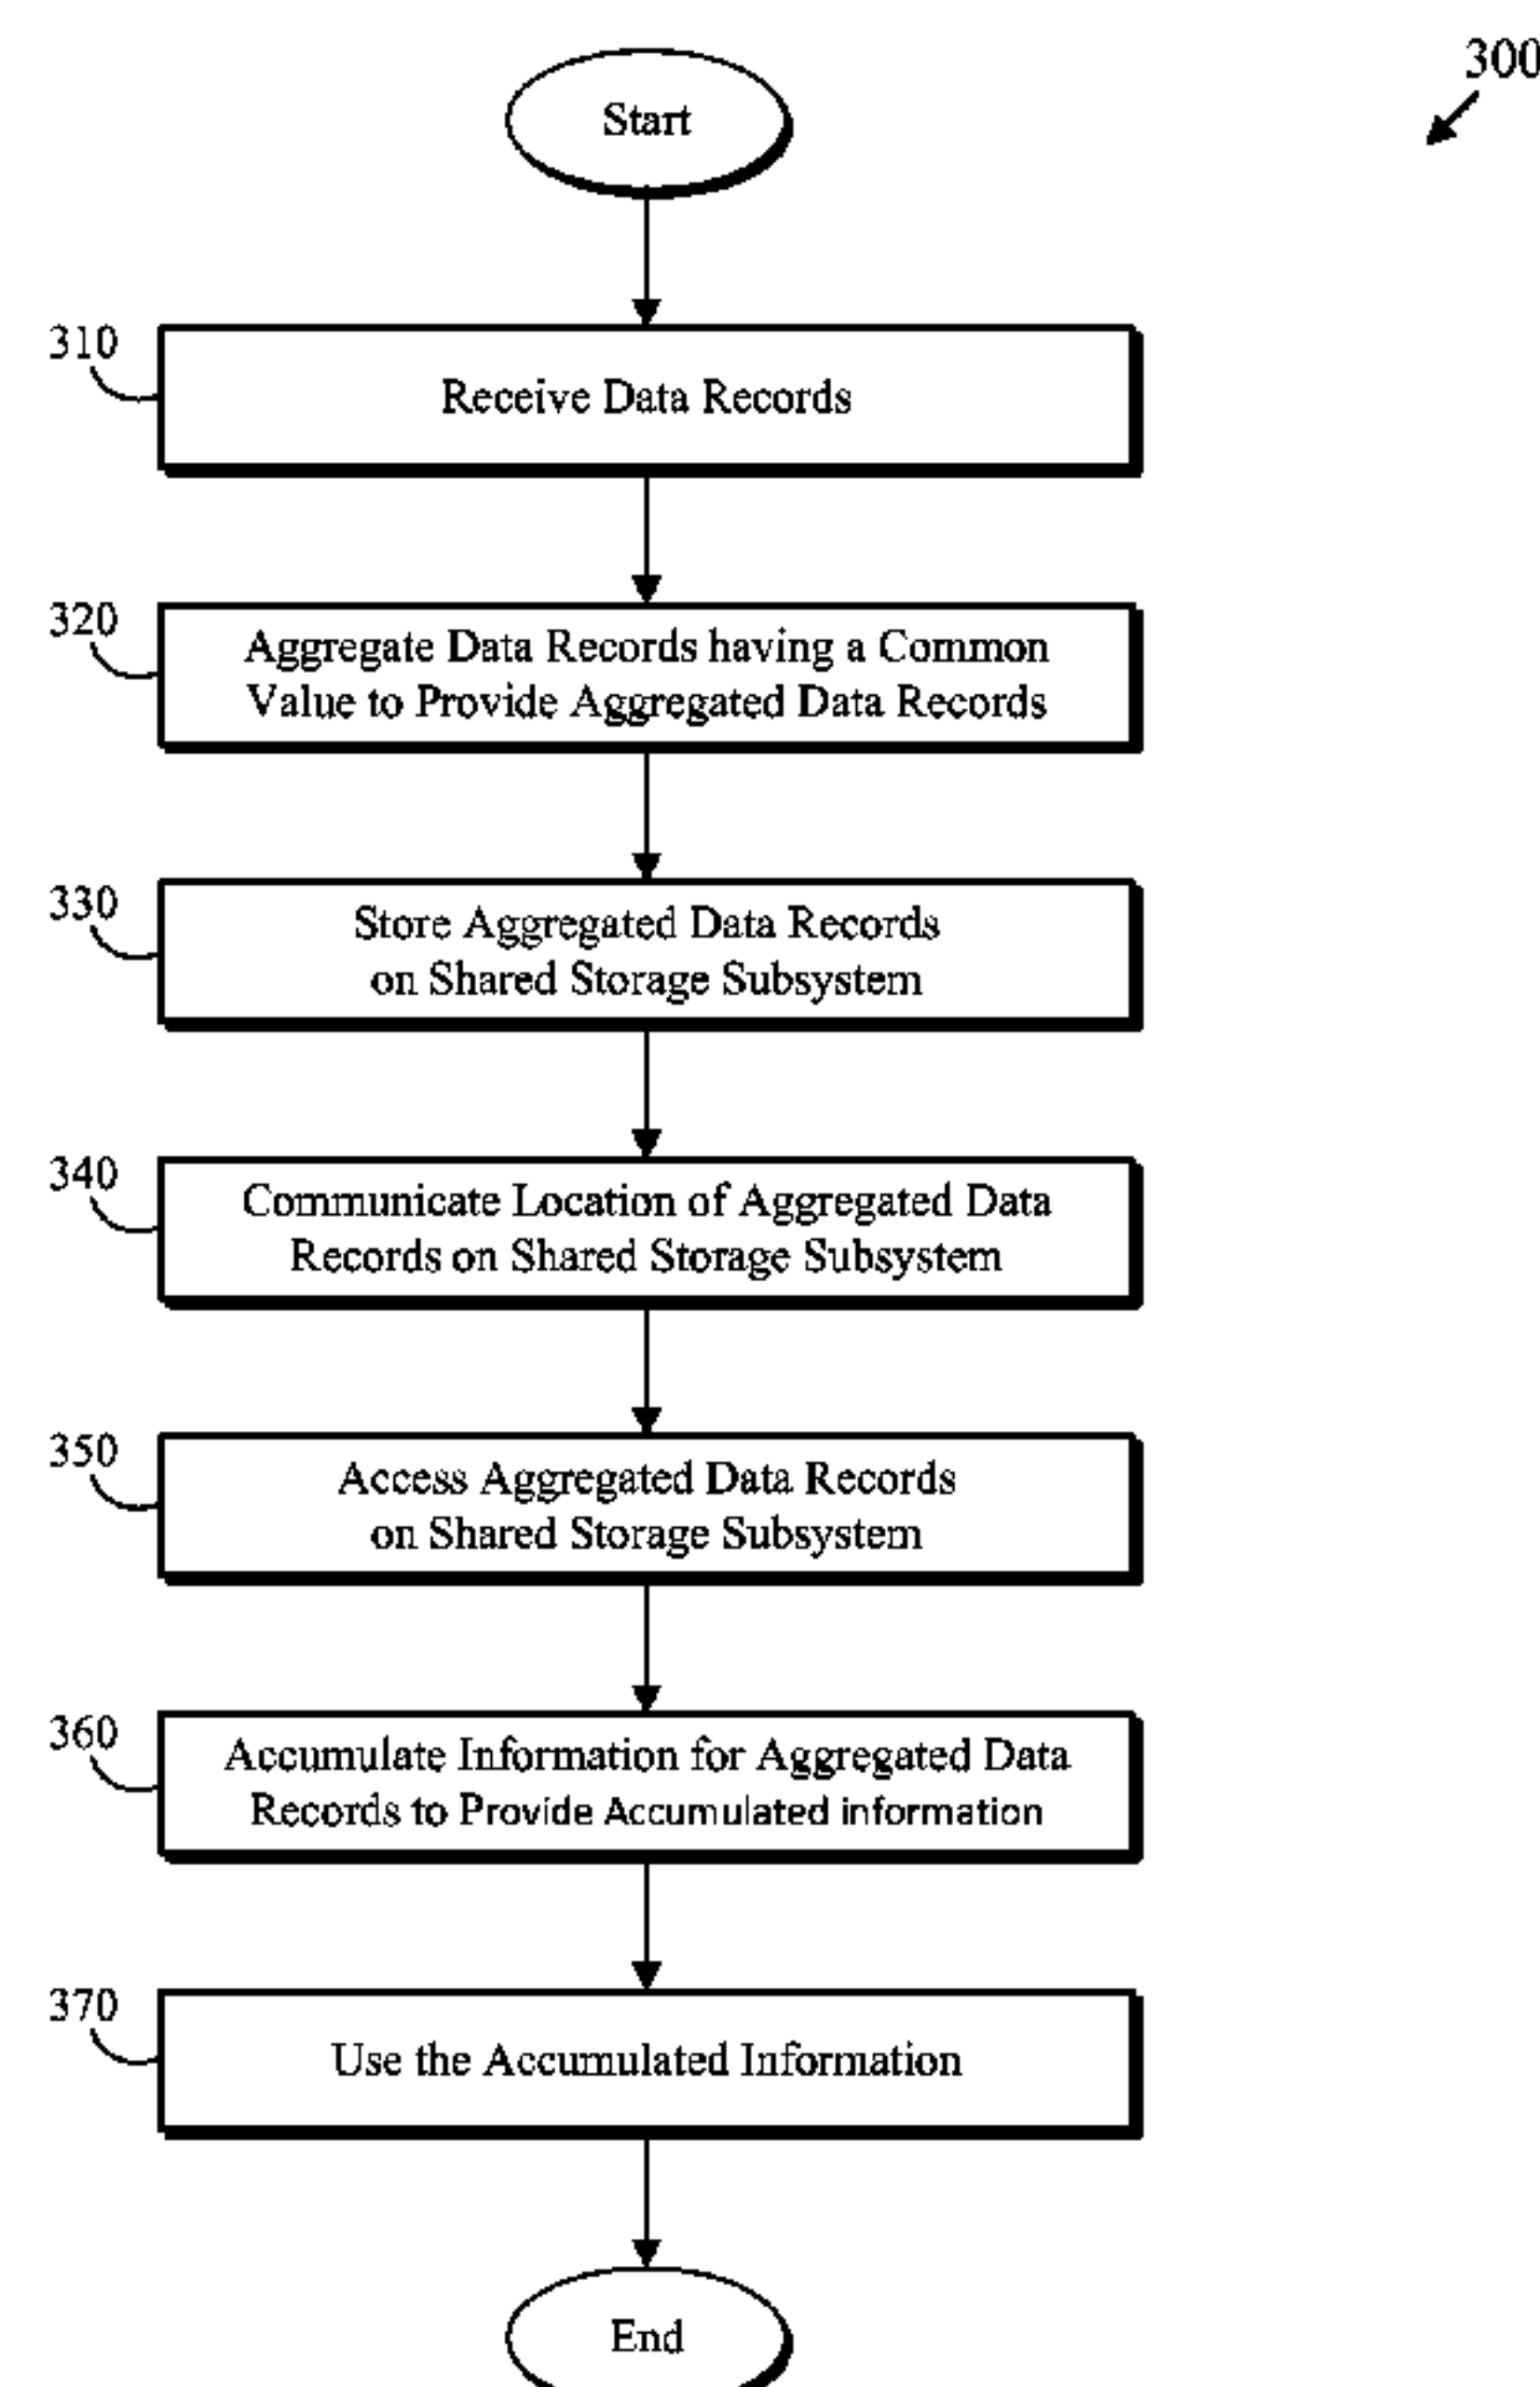 300
Start
310
Receive Data Records
320
Aggregate Data Records having a Common
Value to Provide Aggregated Data Records
330
Store Aggregated Data Records
on Shared Storage Subsystem
340
Communicate Location of Aggregated Data
Records on Shared Storage Subsystem
350
Access Aggregated Data Records
on Shared Storage Subsystem
360
Accumulate Information for Aggregated Data
Records to Provide Accumulated information
370
Use the Accumulated Information
End